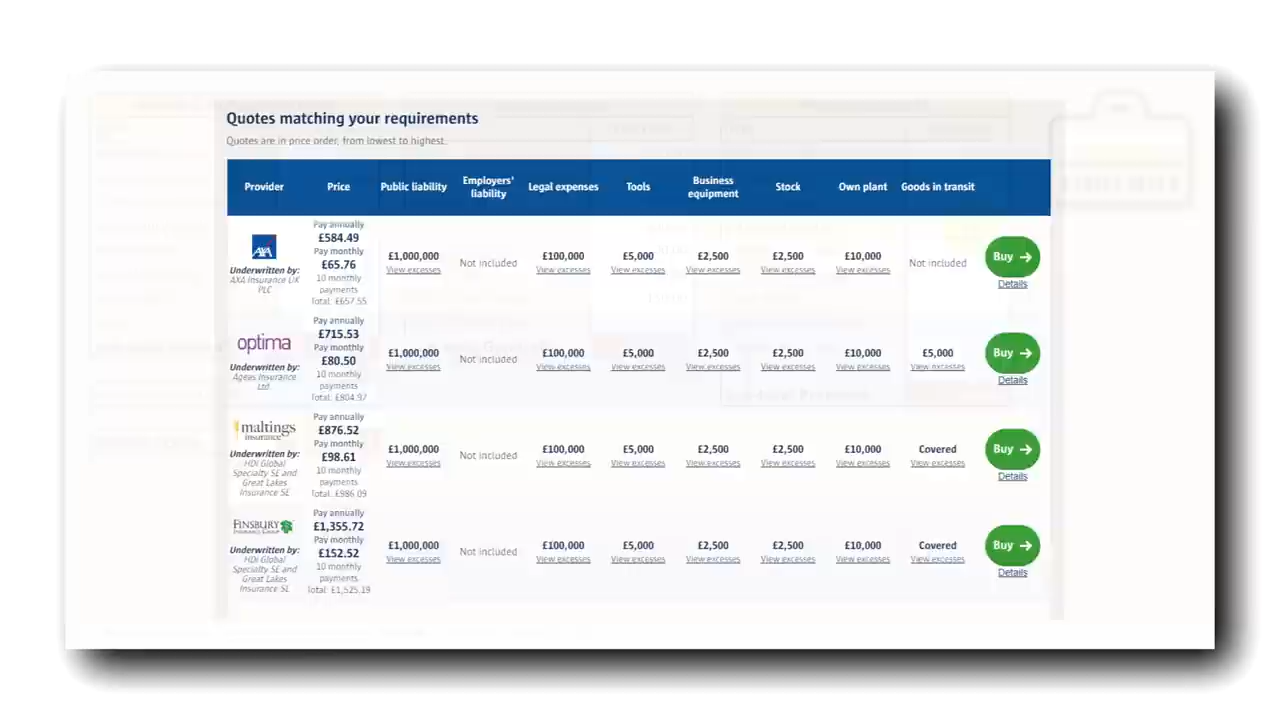 Quotes matching your requirements
Quotes are in price order, from lowest to highest.
Provider Price Public liability Employers' liability Legal expenses Tools Business equipment Stock Own plant Goods in transit
AXA
Underwritten by:
AXA Insurance UK
PLC
Pay annually
£584.49
Pay monthly
£65.76
10 monthly
payments
Total: £657.55
£1,000,000 Not included £100,000 £5,000 £2,500 £2,500 £10,000 Not included
View excesses View excesses View excesses View excesses View excesses View excesses
Buy →
Details
optima
Underwritten by:
Ageas Insurance
Ltd
Pay annually
£715.53
Pay monthly
£80.50
10 monthly
payments
Total: £804.97
£1,000,000 Not included £100,000 £5,000 £2,500 £2,500 £10,000 £5,000
View excesses View excesses View excesses View excesses View excesses View excesses View excesses
Buy →
Details
maltings
insurance
Underwritten by:
HDI Global
Specialty SE and
Great Lakes
Insurance SE
Pay annually
£876.52
Pay monthly
£98.61
10 monthly
payments
Total: £986.09
£1,000,000 Not included £100,000 £5,000 £2,500 £2,500 £10,000 Covered
View excesses View excesses View excesses View excesses View excesses View excesses View excesses
Buy →
Details
FINSBURY
INSURANCE GROUP
Underwritten by:
HDI Global
Specialty SE and
Great Lakes
Insurance SE
Pay annually
£1,355.72
Pay monthly
£152.52
10 monthly
payments
Total: £1,525.19
£1,000,000 Not included £100,000 £5,000 £2,500 £2,500 £10,000 Covered
View excesses View excesses View excesses View excesses View excesses View excesses View excesses
Buy →
Details